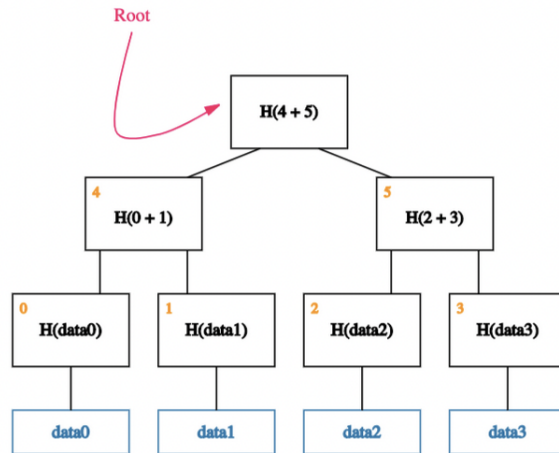 Root
H(4 + 5)
4
H(0 + 1)
5
H(2 + 3)
0
H(data0)
1
H(data1)
2
H(data2)
3
H(data3)
data0
data1
data2
data3